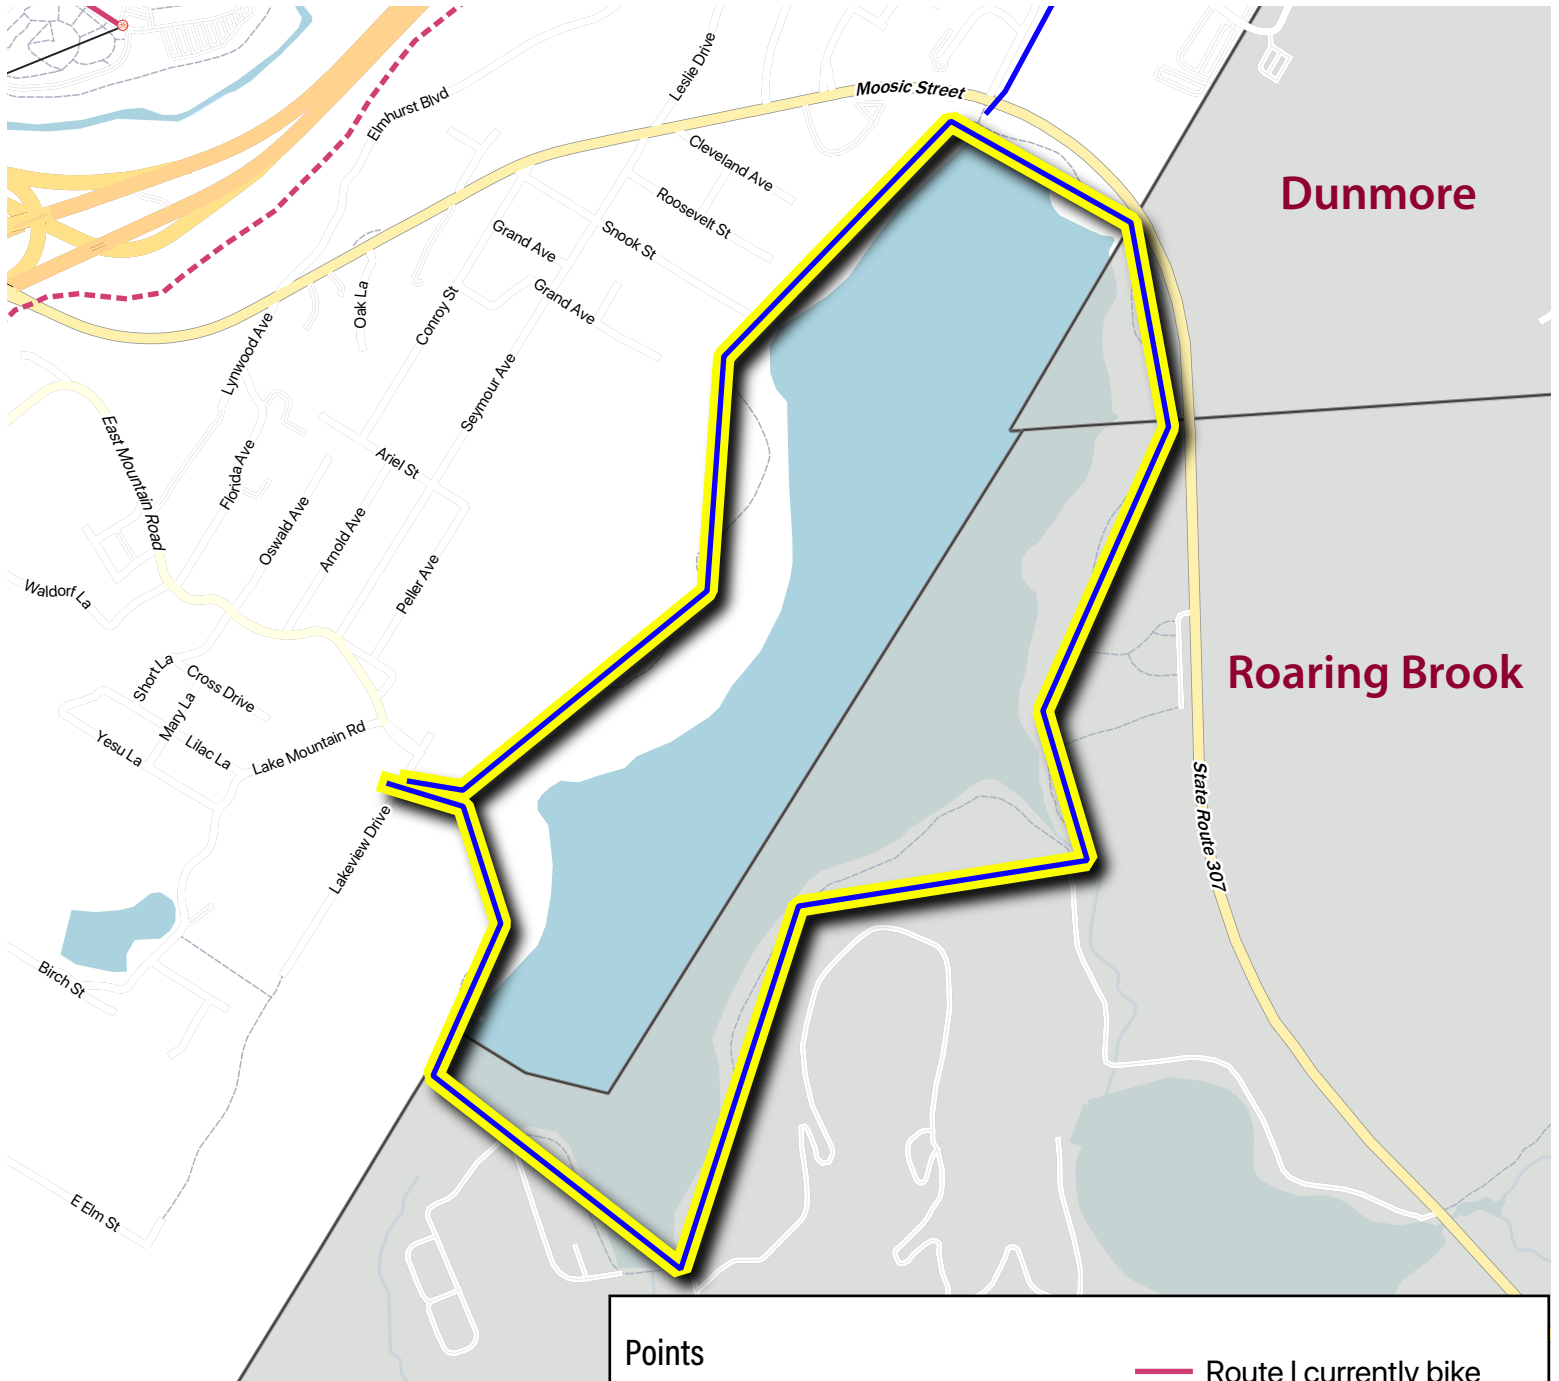 Leslie Drive
Moosic Street
Elmhurst Blvd
Cleveland Ave
Dunmore
Roosevelt St
Grand Ave
Snook St
Oak La
Conroy St
Grand Ave
Lynwood Ave
Seymour Ave
East Mountain Road
Florida Ave
Ariel St
Oswald Ave
Arnold Ave
Peller Ave
Waldorf La
Short La
Cross Drive
Roaring Brook
Mary La
Yesu La
Lilac La
Lake Mountain Rd
State Route 307
Lakeview Drive
Birch St
E Elm St
Points
Route I currently bike